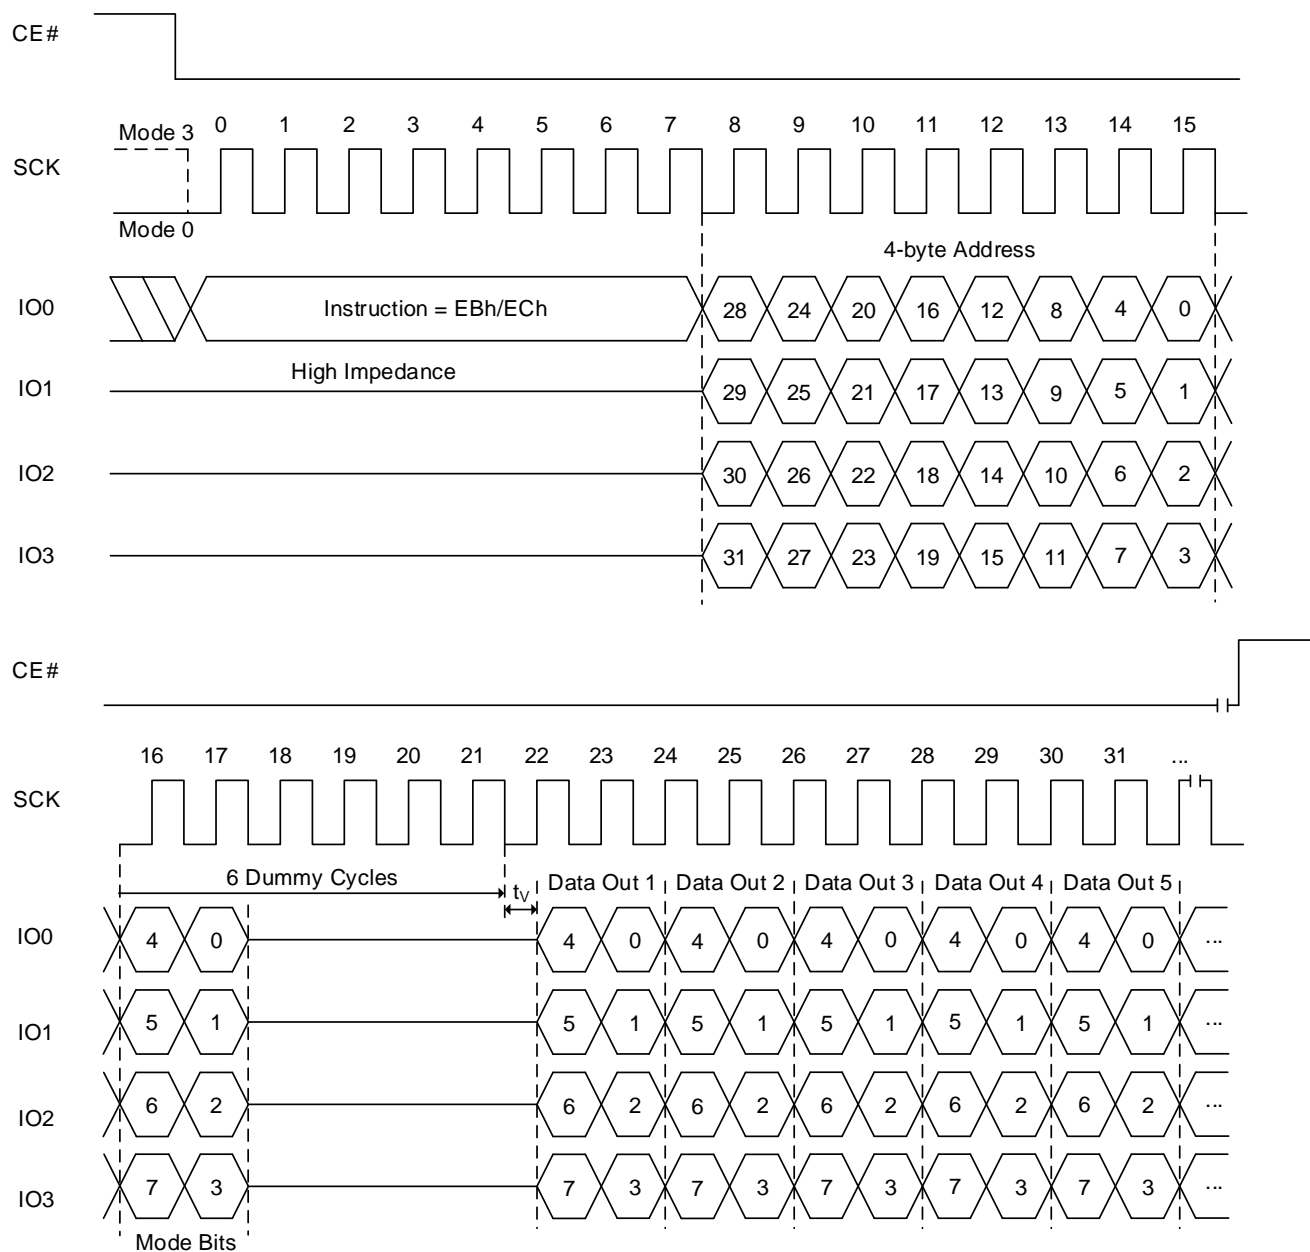 CE#
Mode 3 0 1 2 3 4 5 6 7 8 9 10 11 12 13 14 15
SCK
Mode 0
4-byte Address
IO0 Instruction = EBh/ECh 28 24 20 16 12 8 4 0
High Impedance
IO1 29 25 21 17 13 9 5 1
IO2 30 26 22 18 14 10 6 2
IO3 31 27 23 19 15 11 7 3
CE#
16 17 18 19 20 21 22 23 24 25 26 27 28 29 30 31 ...
SCK
6 Dummy Cycles tV Data Out 1 Data Out 2 Data Out 3 Data Out 4 Data Out 5
IO0 4 0 4 0 4 0 4 0 4 0 4 0 ...
IO1 5 1 5 1 5 1 5 1 5 1 5 1 ...
IO2 6 2 6 2 6 2 6 2 6 2 6 2 ...
IO3 7 3 7 3 7 3 7 3 7 3 7 3 ...
Mode Bits